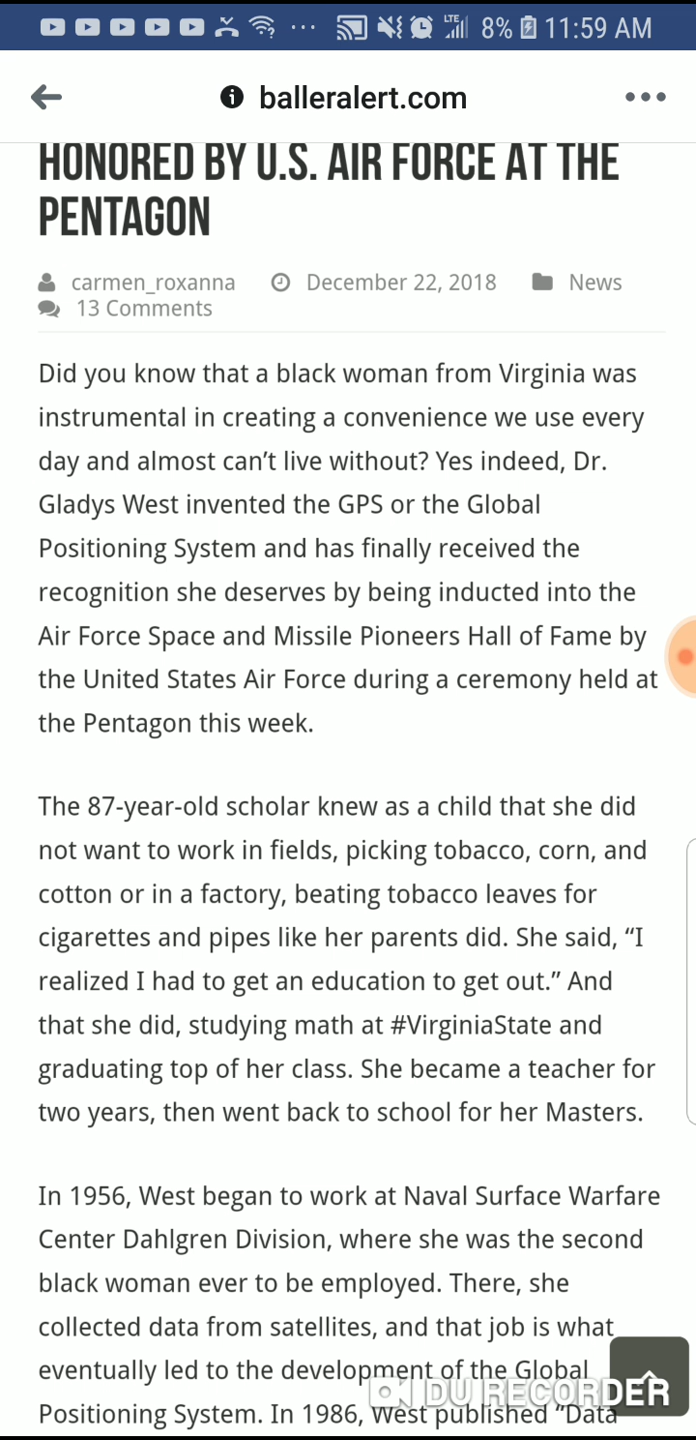 LTE 8% 11:59 AM
balleralert.com
HONORED BY U.S. AIR FORCE AT THE
PENTAGON
carmen_roxanna December 22, 2018 News
13 Comments
Did you know that a black woman from Virginia was
instrumental in creating a convenience we use every
day and almost can’t live without? Yes indeed, Dr.
Gladys West invented the GPS or the Global
Positioning System and has finally received the
recognition she deserves by being inducted into the
Air Force Space and Missile Pioneers Hall of Fame by
the United States Air Force during a ceremony held at
the Pentagon this week.
The 87-year-old scholar knew as a child that she did
not want to work in fields, picking tobacco, corn, and
cotton or in a factory, beating tobacco leaves for
cigarettes and pipes like her parents did. She said, “I
realized I had to get an education to get out.” And
that she did, studying math at #VirginiaState and
graduating top of her class. She became a teacher for
two years, then went back to school for her Masters.
In 1956, West began to work at Naval Surface Warfare
Center Dahlgren Division, where she was the second
black woman ever to be employed. There, she
collected data from satellites, and that job is what
eventually led to the development of the Global
DU RECORDER
Positioning System. In 1986, West published “Data